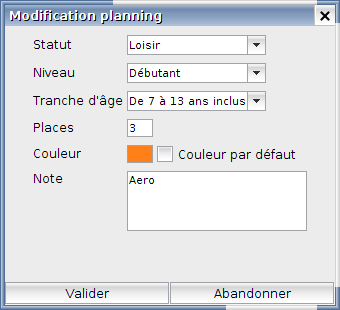 Modification planning
Statut Loisir
Niveau Débutant
Tranche d'âge De 7 à 13 ans inclus
Places 3
Couleur Couleur par défaut
Note Aero
Valider Abandonner